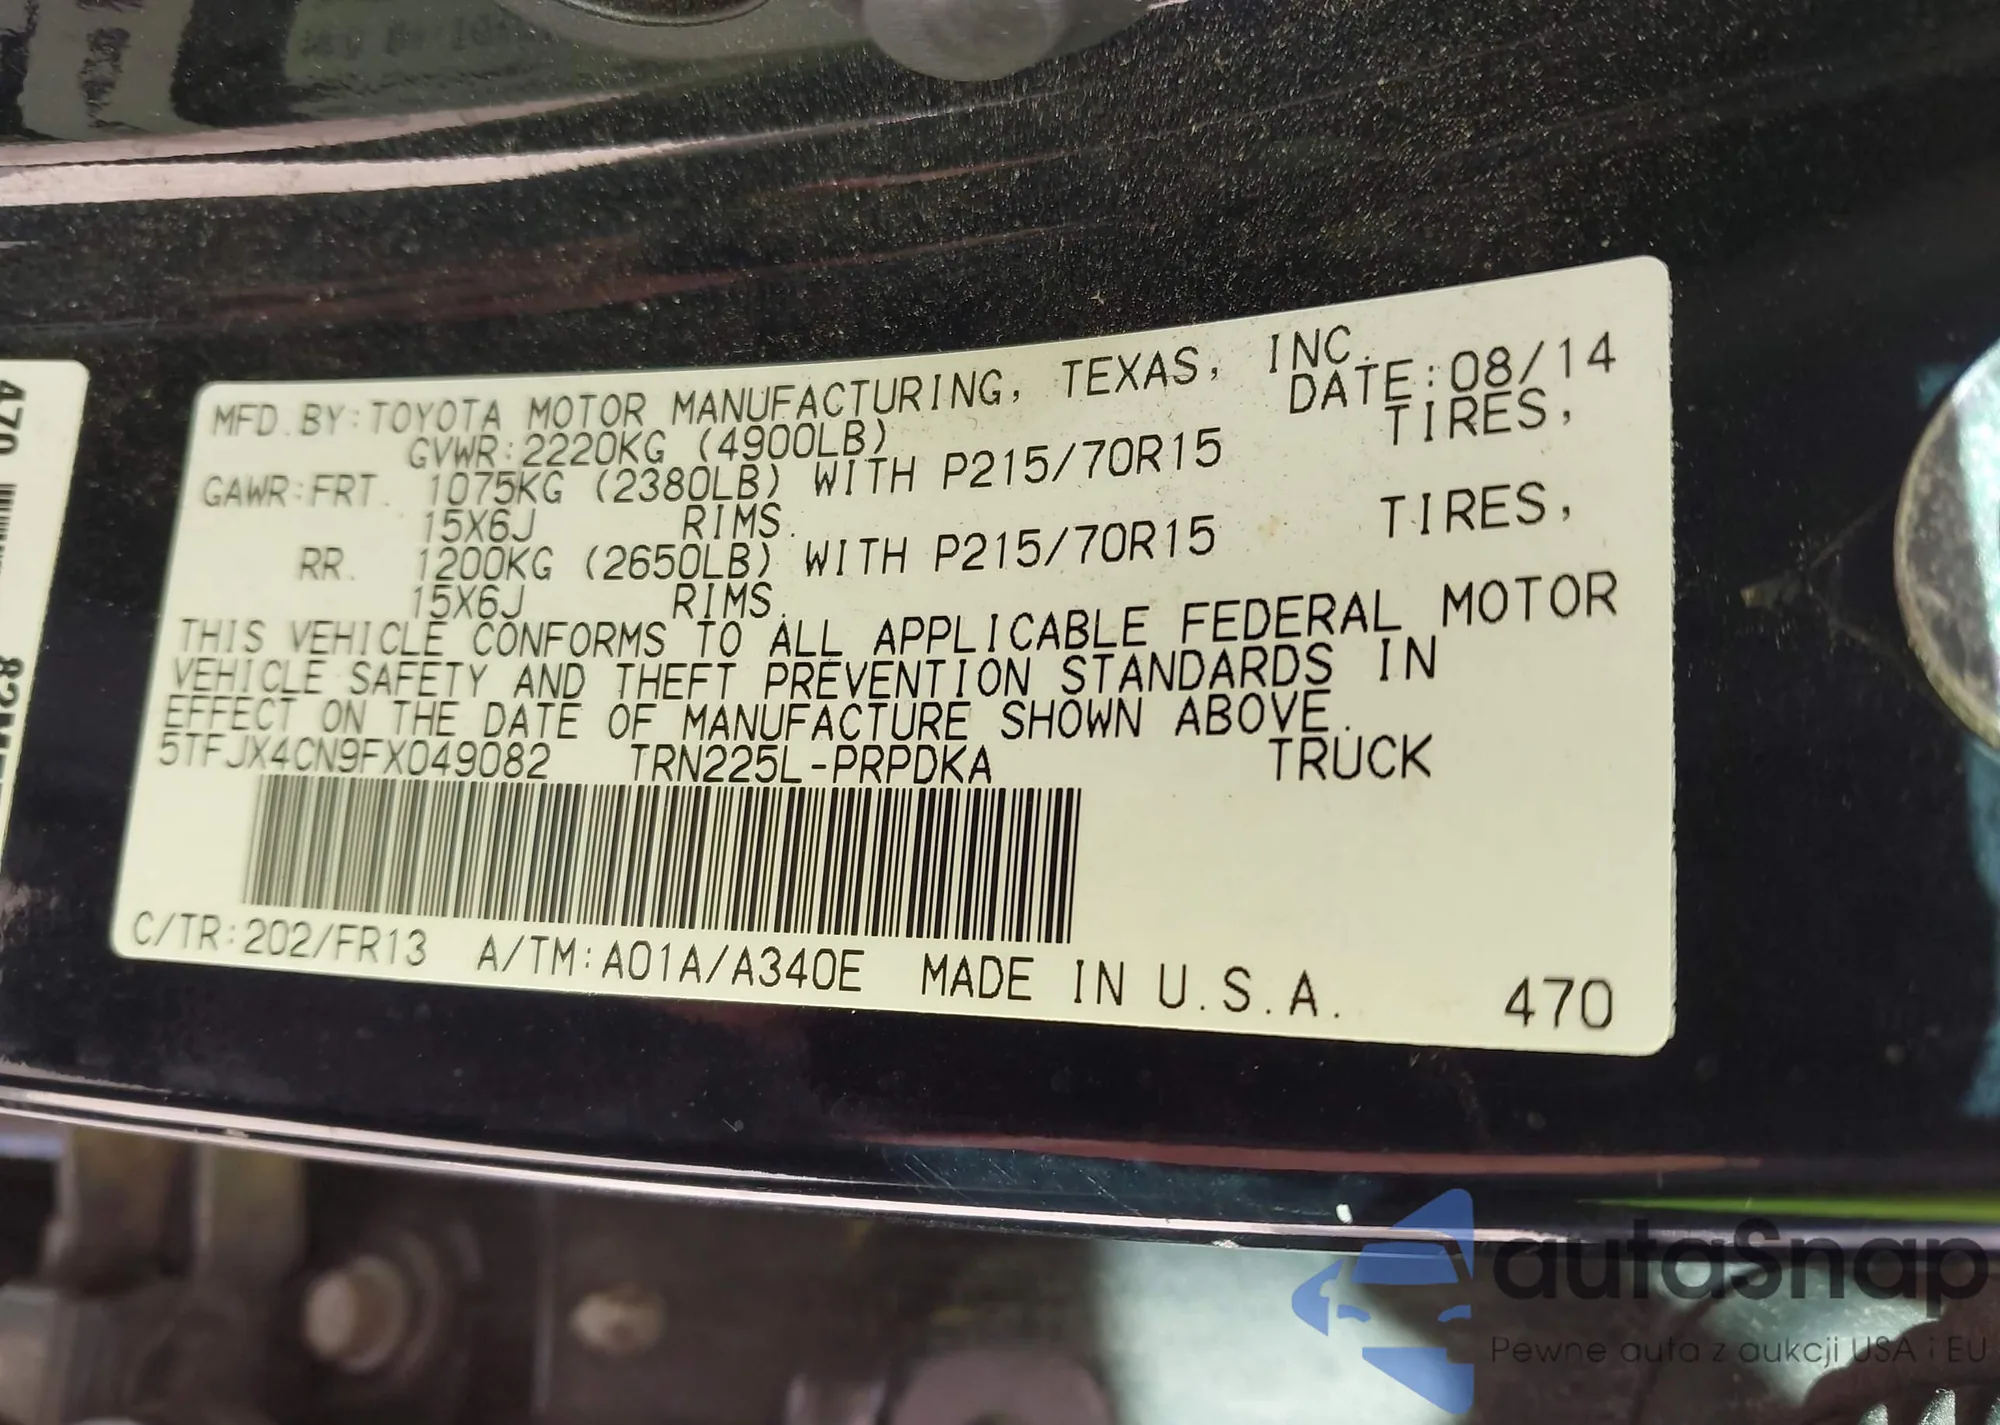 MFD. BY: TOYOTA MOTOR MANUFACTURING, TEXAS, INC.
GVWR: 2220KG (4900LB) DATE: 08/14
GAWR: FRT. 1075KG (2380LB) WITH P215/70R15 TIRES,
15X6J RIMS.
RR. 1200KG (2650LB) WITH P215/70R15 TIRES,
15X6J RIMS.
THIS VEHICLE CONFORMS TO ALL APPLICABLE FEDERAL MOTOR
VEHICLE SAFETY AND THEFT PREVENTION STANDARDS IN
EFFECT ON THE DATE OF MANUFACTURE SHOWN ABOVE.
5TFJX4CN9FX049082 TRN225L-PRPDKA TRUCK
C/TR: 202/FR13 A/TM: A01A/A340E MADE IN U.S.A. 470
470
autaSnap
Pewne auta z aukcji USA i EU